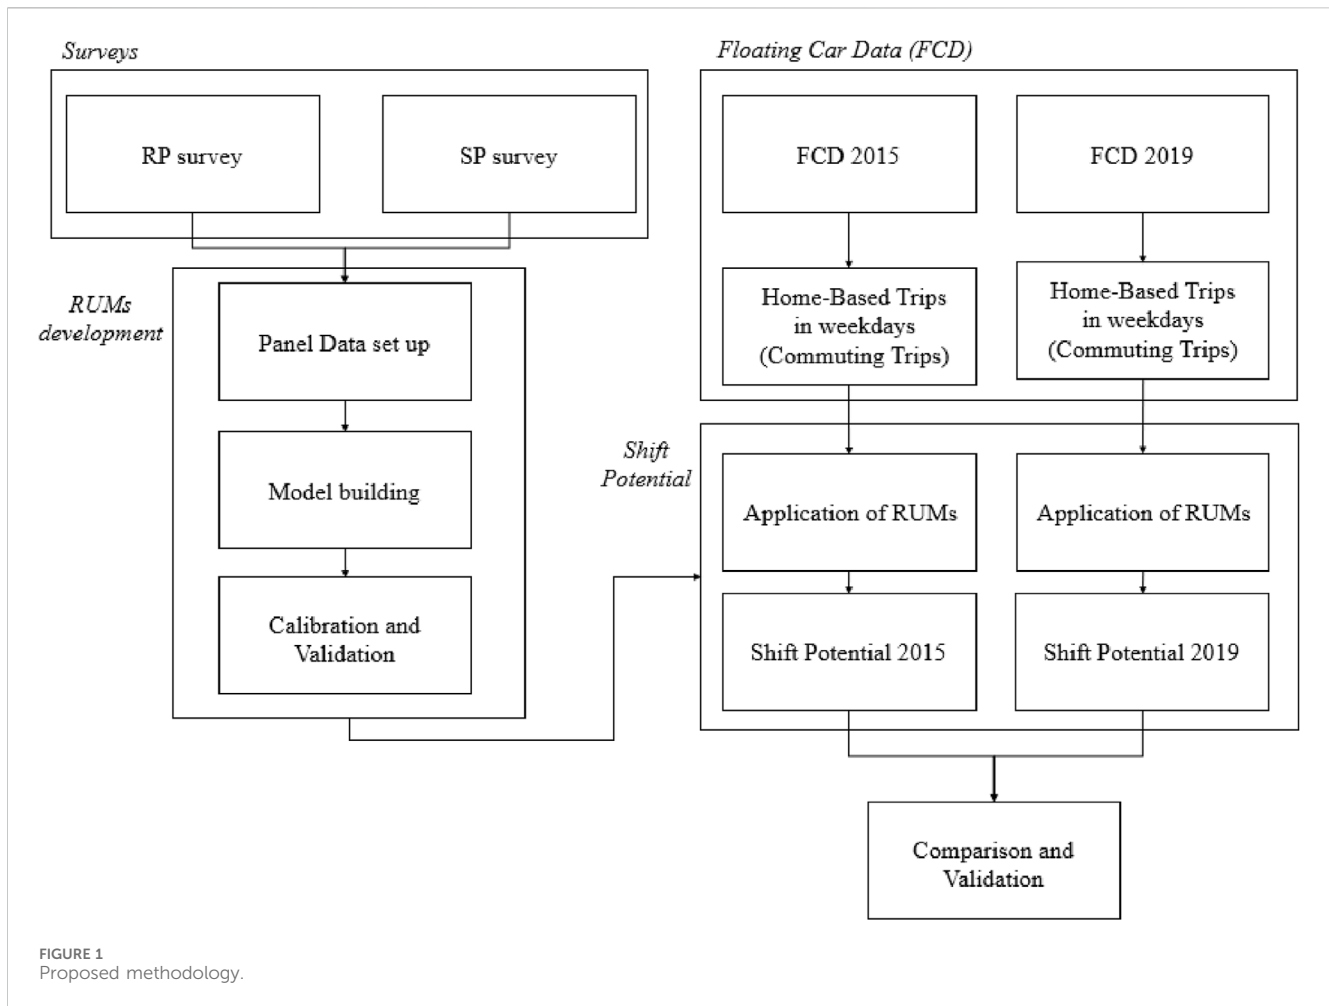 Surveys
RP survey
SP survey
RUMs
development
Panel Data set up
Model building
Calibration and
Validation
Floating Car Data (FCD)
FCD 2015
FCD 2019
Home-Based Trips
in weekdays
(Commuting Trips)
Home-Based Trips
in weekdays
(Commuting Trips)
Shift
Potential
Application of RUMs
Application of RUMs
Shift Potential 2015
Shift Potential 2019
Comparison and
Validation
FIGURE 1
Proposed methodology.